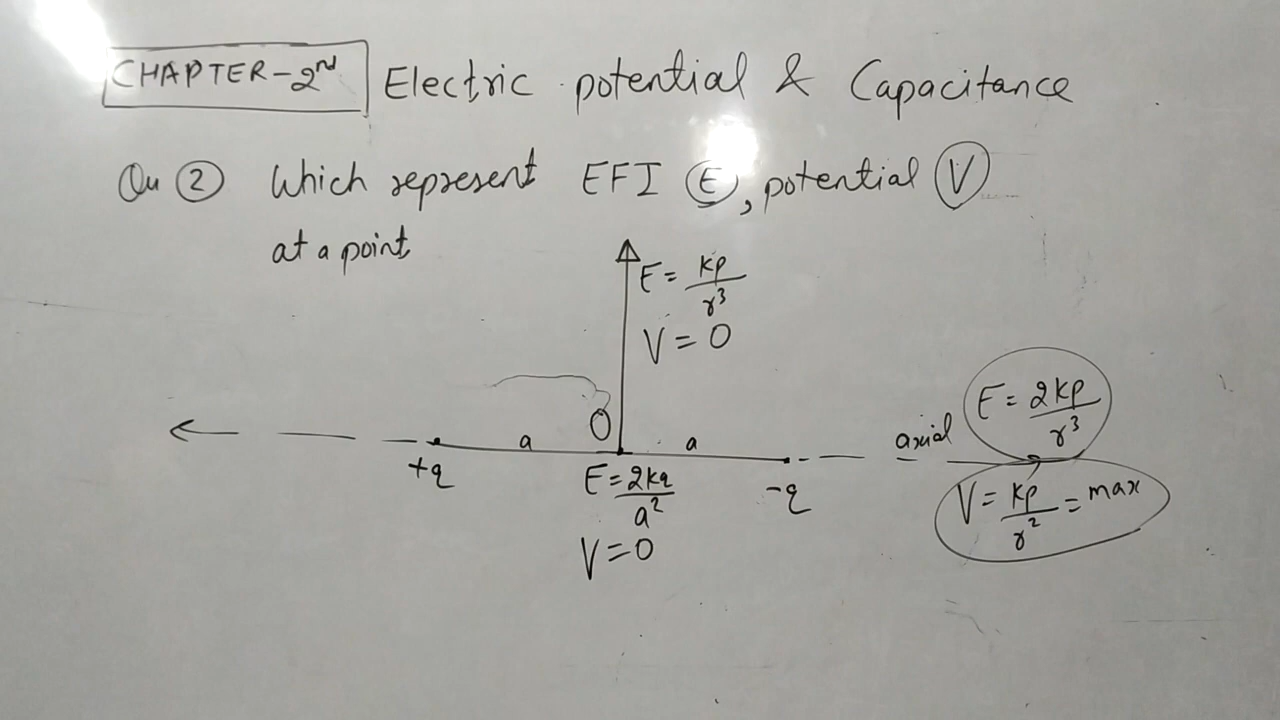 CHAPTER-2nd Electric potential & Capacitance
Qu ② Which represent EFI Ⓔ, potential Ⓥ
at a point
E = kp/r³
V = 0
E = 2kp/r³
axial
O
a a
+q -q
E = 2kq/a²
V = kp/r² = max
V = 0